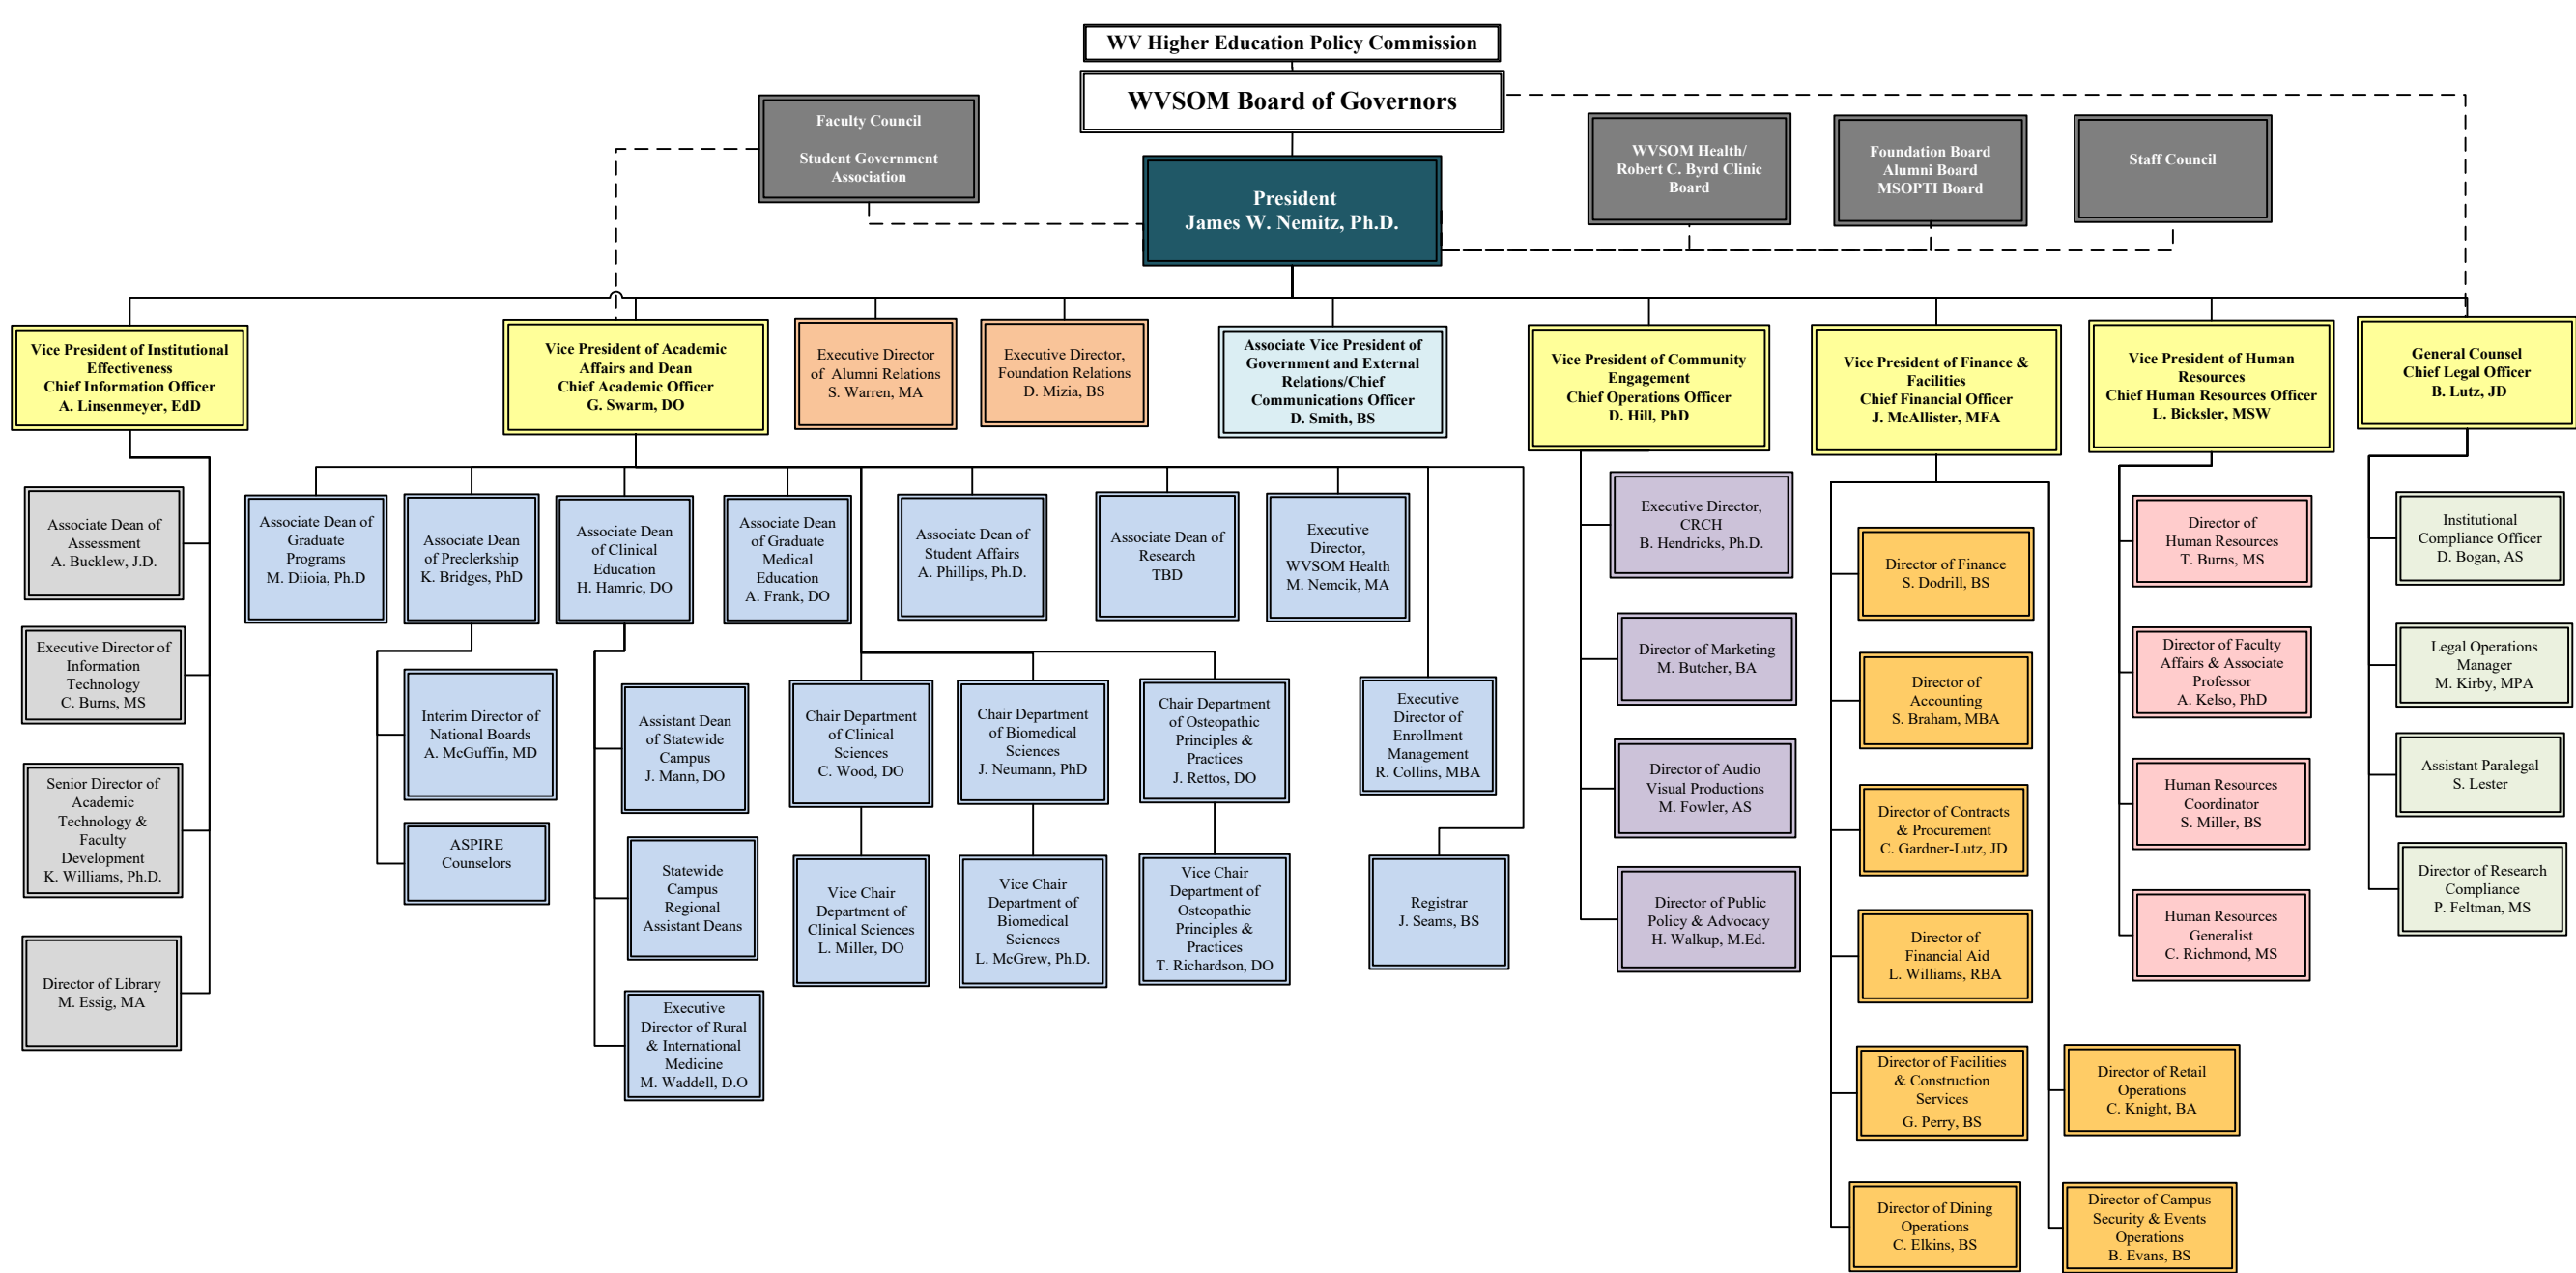 WV Higher Education Policy Commission
WVSOM Board of Governors
Faculty Council
Student Government
Association
President
James W. Nemitz, Ph.D.
WVSOM Health/
Robert C. Byrd Clinic
Board
Foundation Board
Alumni Board
MSOPTI Board
Staff Council
Vice President of Institutional
Effectiveness
Chief Information Officer
A. Linsenmeyer, EdD
Vice President of Academic
Affairs and Dean
Chief Academic Officer
G. Swarm, DO
Executive Director
of Alumni Relations
S. Warren, MA
Executive Director,
Foundation Relations
D. Mizia, BS
Associate Vice President of
Government and External
Relations/Chief
Communications Officer
D. Smith, BS
Vice President of Community
Engagement
Chief Operations Officer
D. Hill, PhD
Vice President of Finance &
Facilities
Chief Financial Officer
J. McAllister, MFA
Vice President of Human
Resources
Chief Human Resources Officer
L. Bicksler, MSW
General Counsel
Chief Legal Officer
B. Lutz, JD
Associate Dean of
Assessment
A. Bucklew, J.D.
Executive Director of
Information
Technology
C. Burns, MS
Senior Director of
Academic
Technology &
Faculty
Development
K. Williams, Ph.D.
Director of Library
M. Essig, MA
Associate Dean of
Graduate
Programs
M. Diioia, Ph.D
Associate Dean
of Preclerkship
K. Bridges, PhD
Associate Dean
of Clinical
Education
H. Hamric, DO
Associate Dean
of Graduate
Medical
Education
A. Frank, DO
Associate Dean of
Student Affairs
A. Phillips, Ph.D.
Associate Dean of
Research
TBD
Executive
Director,
WVSOM Health
M. Nemcik, MA
Interim Director of
National Boards
A. McGuffin, MD
ASPIRE
Counselors
Assistant Dean
of Statewide
Campus
J. Mann, DO
Statewide
Campus
Regional
Assistant Deans
Executive
Director of Rural
& International
Medicine
M. Waddell, D.O
Chair Department
of Clinical
Sciences
C. Wood, DO
Vice Chair
Department of
Clinical Sciences
L. Miller, DO
Chair Department
of Biomedical
Sciences
J. Neumann, PhD
Vice Chair
Department of
Biomedical
Sciences
L. McGrew, Ph.D.
Chair Department
of Osteopathic
Principles &
Practices
J. Rettos, DO
Vice Chair
Department of
Osteopathic
Principles &
Practices
T. Richardson, DO
Executive
Director of
Enrollment
Management
R. Collins, MBA
Registrar
J. Seams, BS
Executive Director,
CRCH
B. Hendricks, Ph.D.
Director of Marketing
M. Butcher, BA
Director of Audio
Visual Productions
M. Fowler, AS
Director of Public
Policy & Advocacy
H. Walkup, M.Ed.
Director of Finance
S. Dodrill, BS
Director of
Accounting
S. Braham, MBA
Director of Contracts
& Procurement
C. Gardner-Lutz, JD
Director of
Financial Aid
L. Williams, RBA
Director of Facilities
& Construction
Services
G. Perry, BS
Director of Dining
Operations
C. Elkins, BS
Director of Retail
Operations
C. Knight, BA
Director of Campus
Security & Events
Operations
B. Evans, BS
Director of
Human Resources
T. Burns, MS
Director of Faculty
Affairs & Associate
Professor
A. Kelso, PhD
Human Resources
Coordinator
S. Miller, BS
Human Resources
Generalist
C. Richmond, MS
Institutional
Compliance Officer
D. Bogan, AS
Legal Operations
Manager
M. Kirby, MPA
Assistant Paralegal
S. Lester
Director of Research
Compliance
P. Feltman, MS